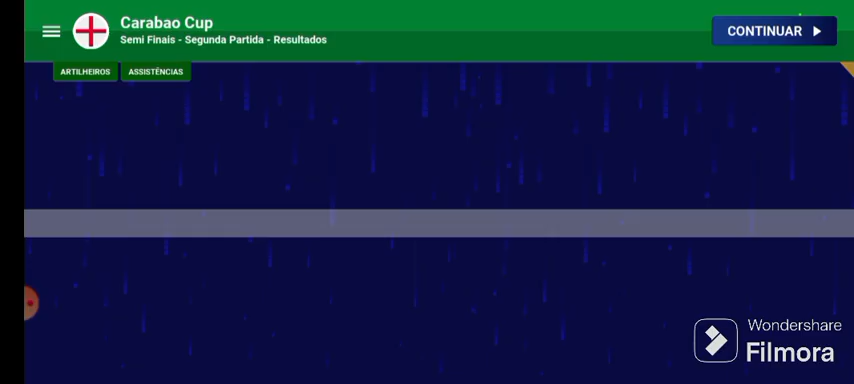 Carabao Cup
Semi Finais - Segunda Partida - Resultados
CONTINUAR
ARTILHEIROS
ASSISTÊNCIAS
Wondershare
Filmora